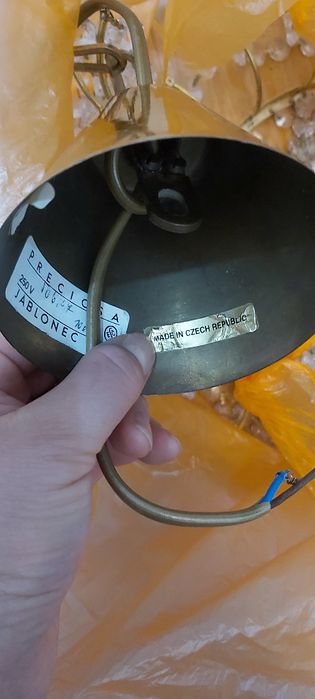 PRECIOSA
250V
JABLONEC
MADE IN CZECH REPUBLIC